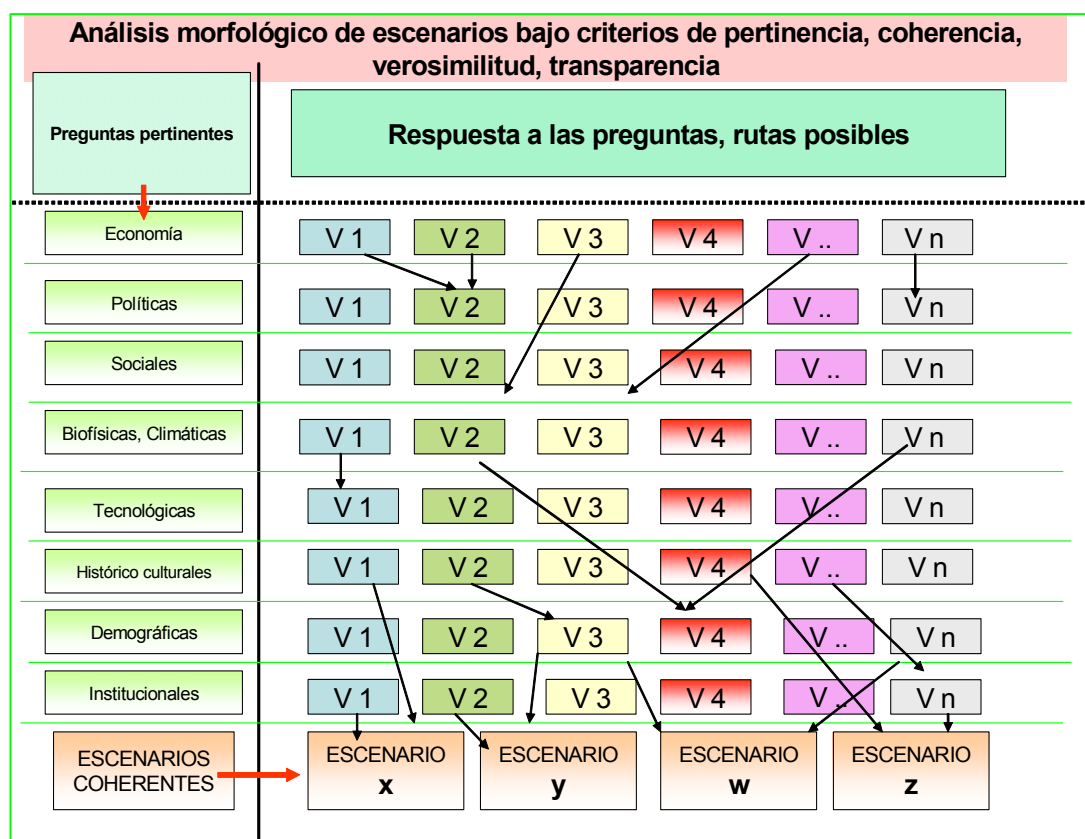 Análisis morfológico de escenarios bajo criterios de pertinencia, coherencia,
verosimilitud, transparencia
Preguntas pertinentes
Respuesta a las preguntas, rutas posibles
Economía
V 1 V 2 V 3 V 4 V .. V n
Políticas
V 1 V 2 V 3 V 4 V .. V n
Sociales
V 1 V 2 V 3 V 4 V .. V n
Biofísicas, Climáticas
V 1 V 2 V 3 V 4 V .. V n
Tecnológicas
V 1 V 2 V 3 V 4 V .. V n
Histórico culturales
V 1 V 2 V 3 V 4 V .. V n
Demográficas
V 1 V 2 V 3 V 4 V .. V n
Institucionales
V 1 V 2 V 3 V 4 V .. V n
ESCENARIOS
COHERENTES
ESCENARIO
x
ESCENARIO
y
ESCENARIO
w
ESCENARIO
z